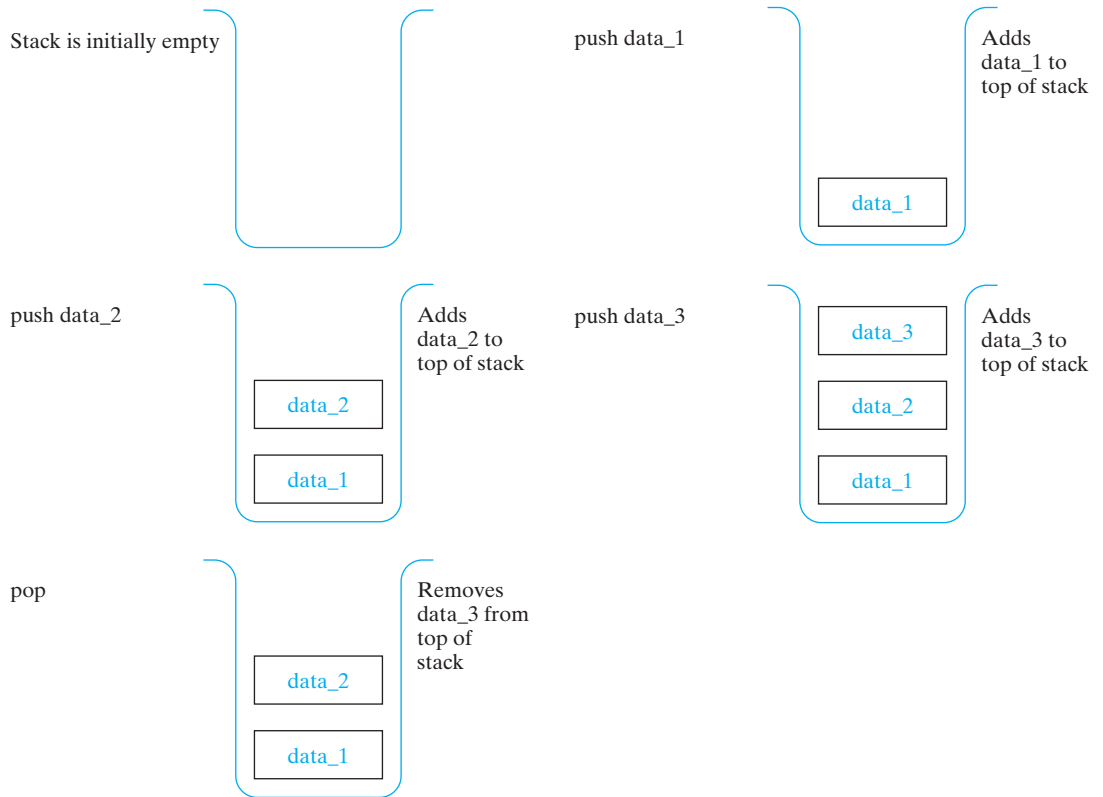 Stack is initially empty
push data_1
Adds
data_1 to
top of stack
data_1
push data_2
Adds
data_2 to
top of stack
data_2
data_1
push data_3
Adds
data_3 to
top of stack
data_3
data_2
data_1
pop
Removes
data_3 from
top of
stack
data_2
data_1